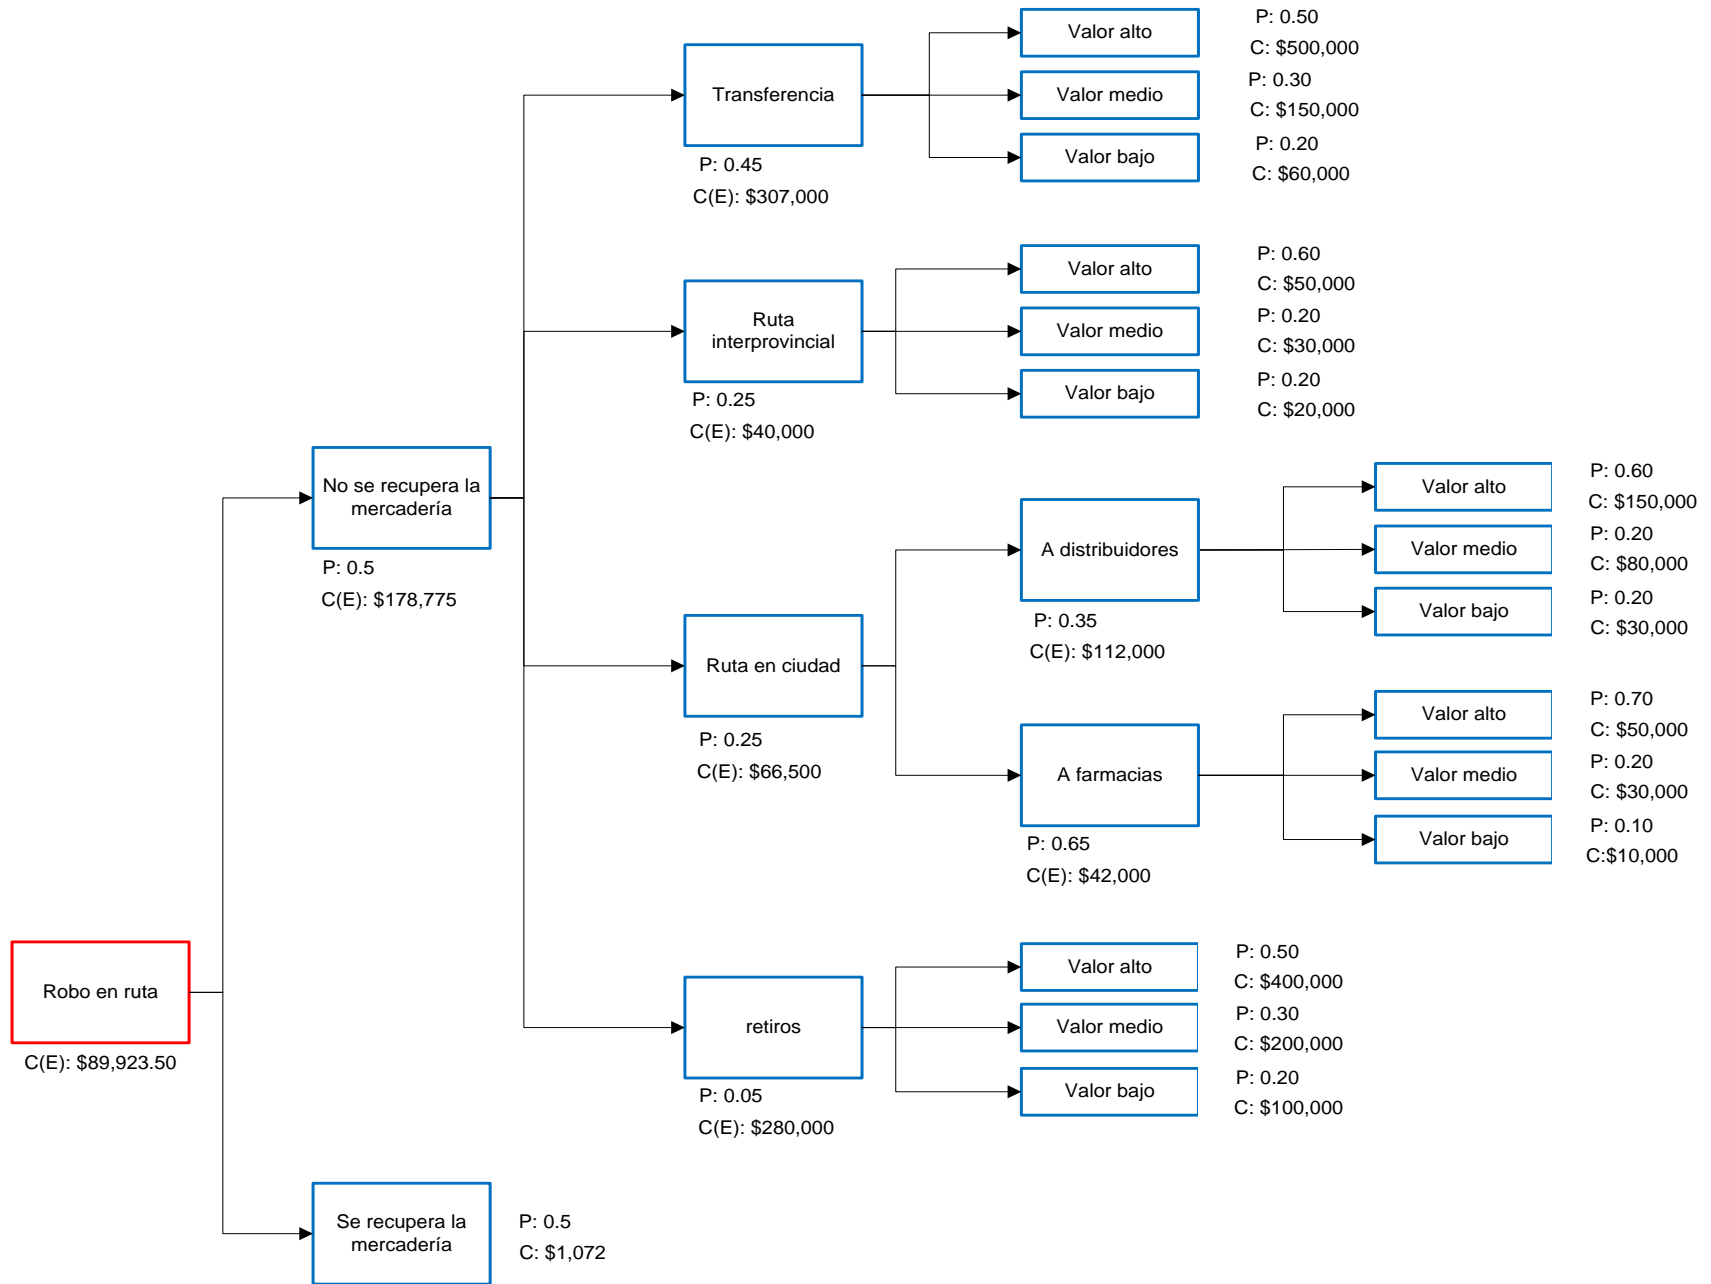 Transferencia
P: 0.45
C(E): $307,000
Valor alto
P: 0.50
C: $500,000
Valor medio
P: 0.30
C: $150,000
Valor bajo
P: 0.20
C: $60,000
Ruta
interprovincial
P: 0.25
C(E): $40,000
Valor alto
P: 0.60
C: $50,000
Valor medio
P: 0.20
C: $30,000
Valor bajo
P: 0.20
C: $20,000
No se recupera la
mercadería
P: 0.5
C(E): $178,775
Ruta en ciudad
P: 0.25
C(E): $66,500
A distribuidores
P: 0.35
C(E): $112,000
Valor alto
P: 0.60
C: $150,000
Valor medio
P: 0.20
C: $80,000
Valor bajo
P: 0.20
C: $30,000
A farmacias
P: 0.65
C(E): $42,000
Valor alto
P: 0.70
C: $50,000
Valor medio
P: 0.20
C: $30,000
Valor bajo
P: 0.10
C:$10,000
Robo en ruta
C(E): $89,923.50
retiros
P: 0.05
C(E): $280,000
Valor alto
P: 0.50
C: $400,000
Valor medio
P: 0.30
C: $200,000
Valor bajo
P: 0.20
C: $100,000
Se recupera la
mercadería
P: 0.5
C: $1,072